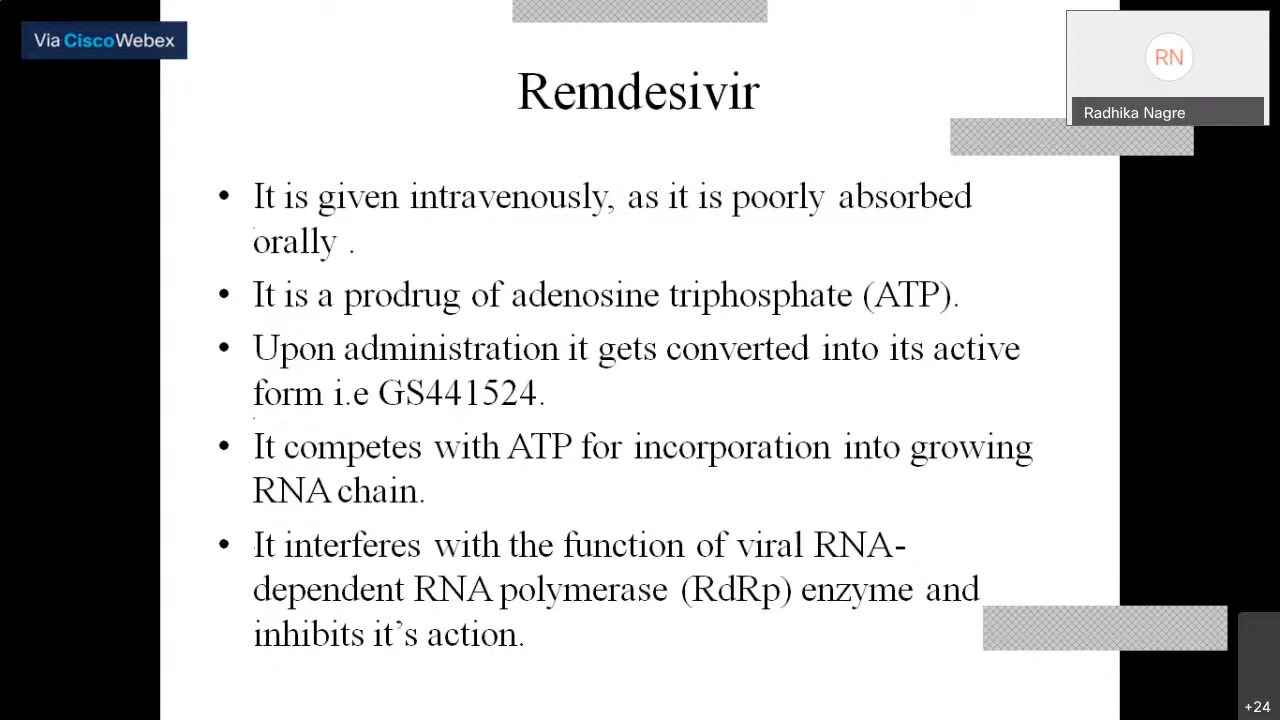 Via CiscoWebex
RN
Radhika Nagre
Remdesivir
• It is given intravenously, as it is poorly absorbed
orally .
• It is a prodrug of adenosine triphosphate (ATP).
• Upon administration it gets converted into its active
form i.e GS441524.
• It competes with ATP for incorporation into growing
RNA chain.
• It interferes with the function of viral RNA-
dependent RNA polymerase (RdRp) enzyme and
inhibits it's action.
+24